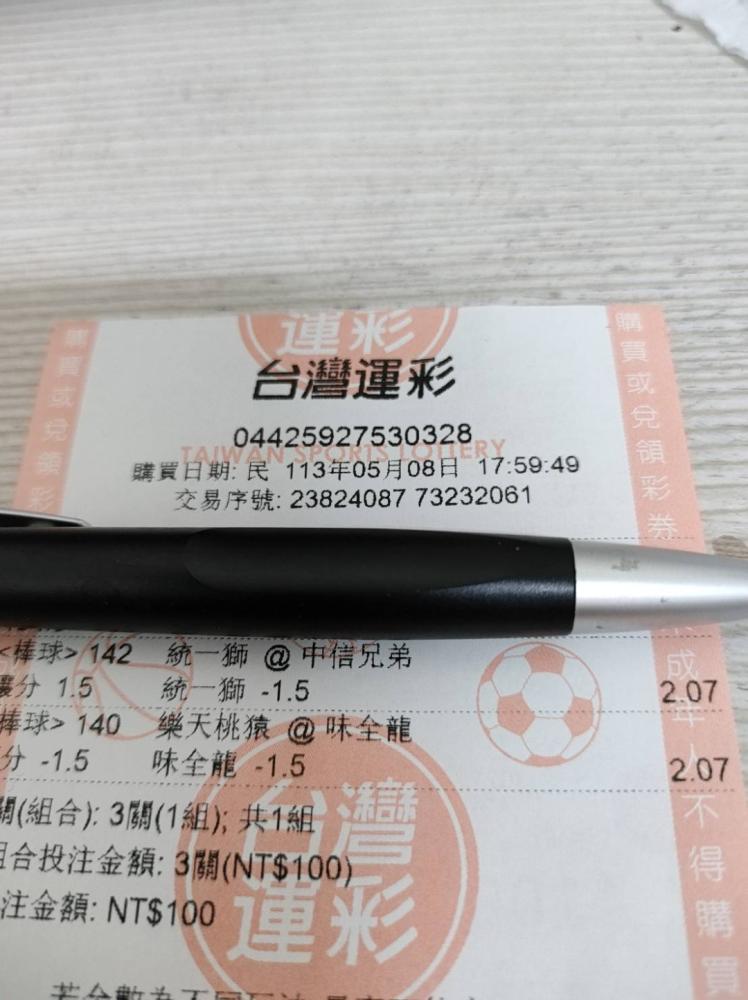 運彩
台灣運彩
04425927530328
TAIWAN SPORTS LOTTERY
購買日期: 民 113年05月08日 17:59:49
交易序號: 23824087 73232061
<棒球> 142 統一獅 @ 中信兄弟
讓分 1.5 統一獅 -1.5 2.07
棒球> 140 樂天桃猿 @ 味全龍
分 -1.5 味全龍 -1.5 2.07
關(組合): 3關(1組); 共1組
組合投注金額: 3關(NT$100)
注金額: NT$100
台灣
運彩
購買或兌領彩
購買或兌領彩券
成年人不得購買